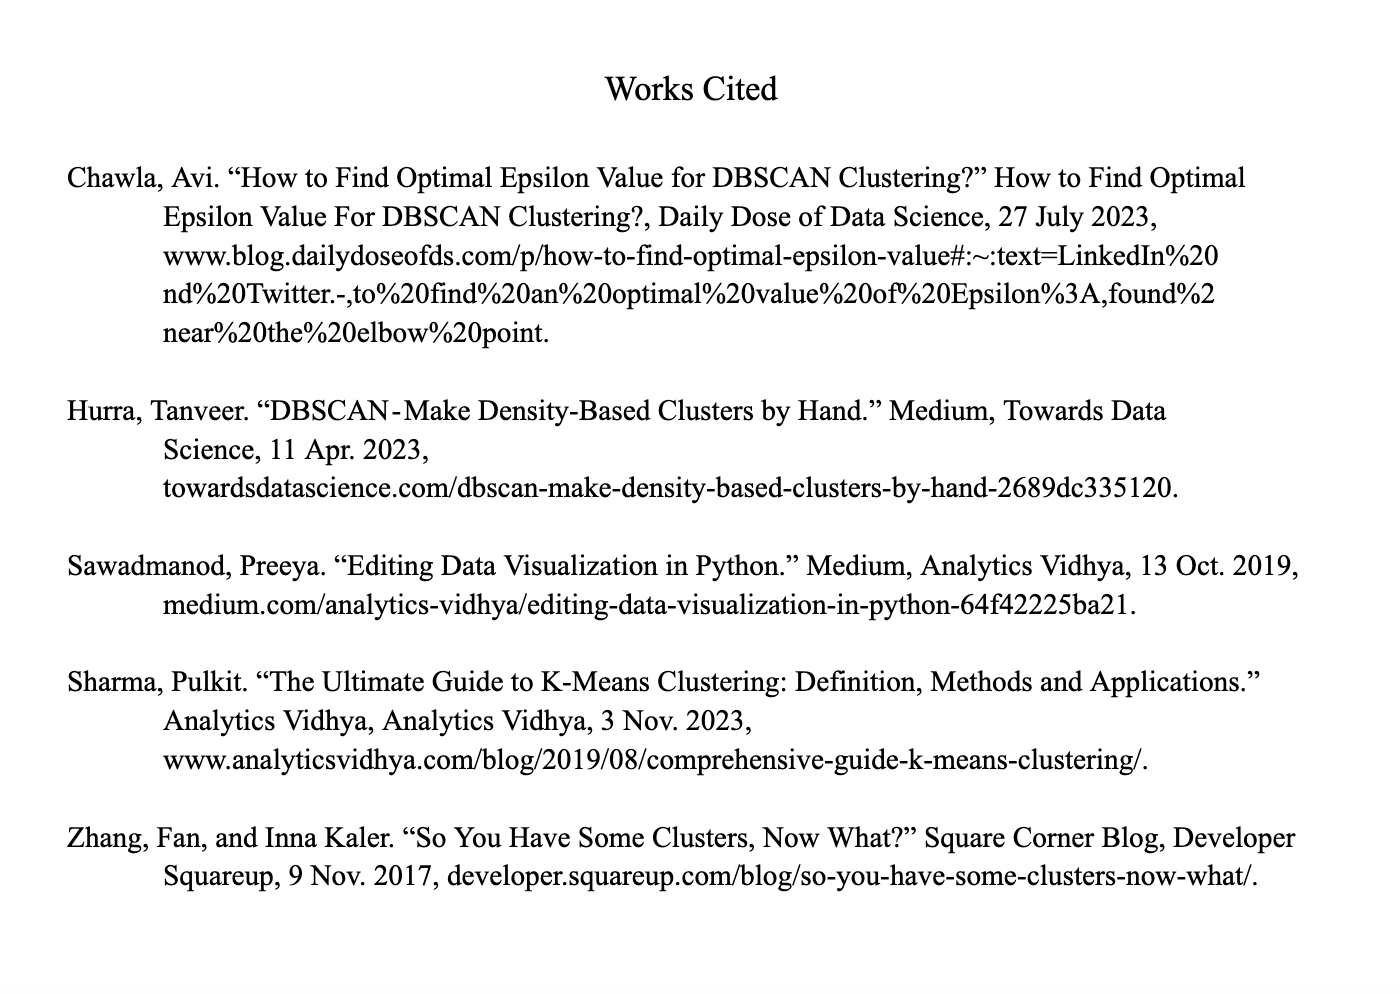 Works Cited
Chawla, Avi. “How to Find Optimal Epsilon Value for DBSCAN Clustering?” How to Find Optimal
Epsilon Value For DBSCAN Clustering?, Daily Dose of Data Science, 27 July 2023,
www.blog.dailydoseofds.com/p/how-to-find-optimal-epsilon-value#:~:text=LinkedIn%20
nd%20Twitter.-,to%20find%20an%20optimal%20value%20of%20Epsilon%3A,found%2
near%20the%20elbow%20point.
Hurra, Tanveer. “DBSCAN-Make Density-Based Clusters by Hand.” Medium, Towards Data
Science, 11 Apr. 2023,
towardsdatascience.com/dbscan-make-density-based-clusters-by-hand-2689dc335120.
Sawadmanod, Preeya. “Editing Data Visualization in Python.” Medium, Analytics Vidhya, 13 Oct. 2019,
medium.com/analytics-vidhya/editing-data-visualization-in-python-64f42225ba21.
Sharma, Pulkit. “The Ultimate Guide to K-Means Clustering: Definition, Methods and Applications.”
Analytics Vidhya, Analytics Vidhya, 3 Nov. 2023,
www.analyticsvidhya.com/blog/2019/08/comprehensive-guide-k-means-clustering/.
Zhang, Fan, and Inna Kaler. “So You Have Some Clusters, Now What?” Square Corner Blog, Developer
Squareup, 9 Nov. 2017, developer.squareup.com/blog/so-you-have-some-clusters-now-what/.